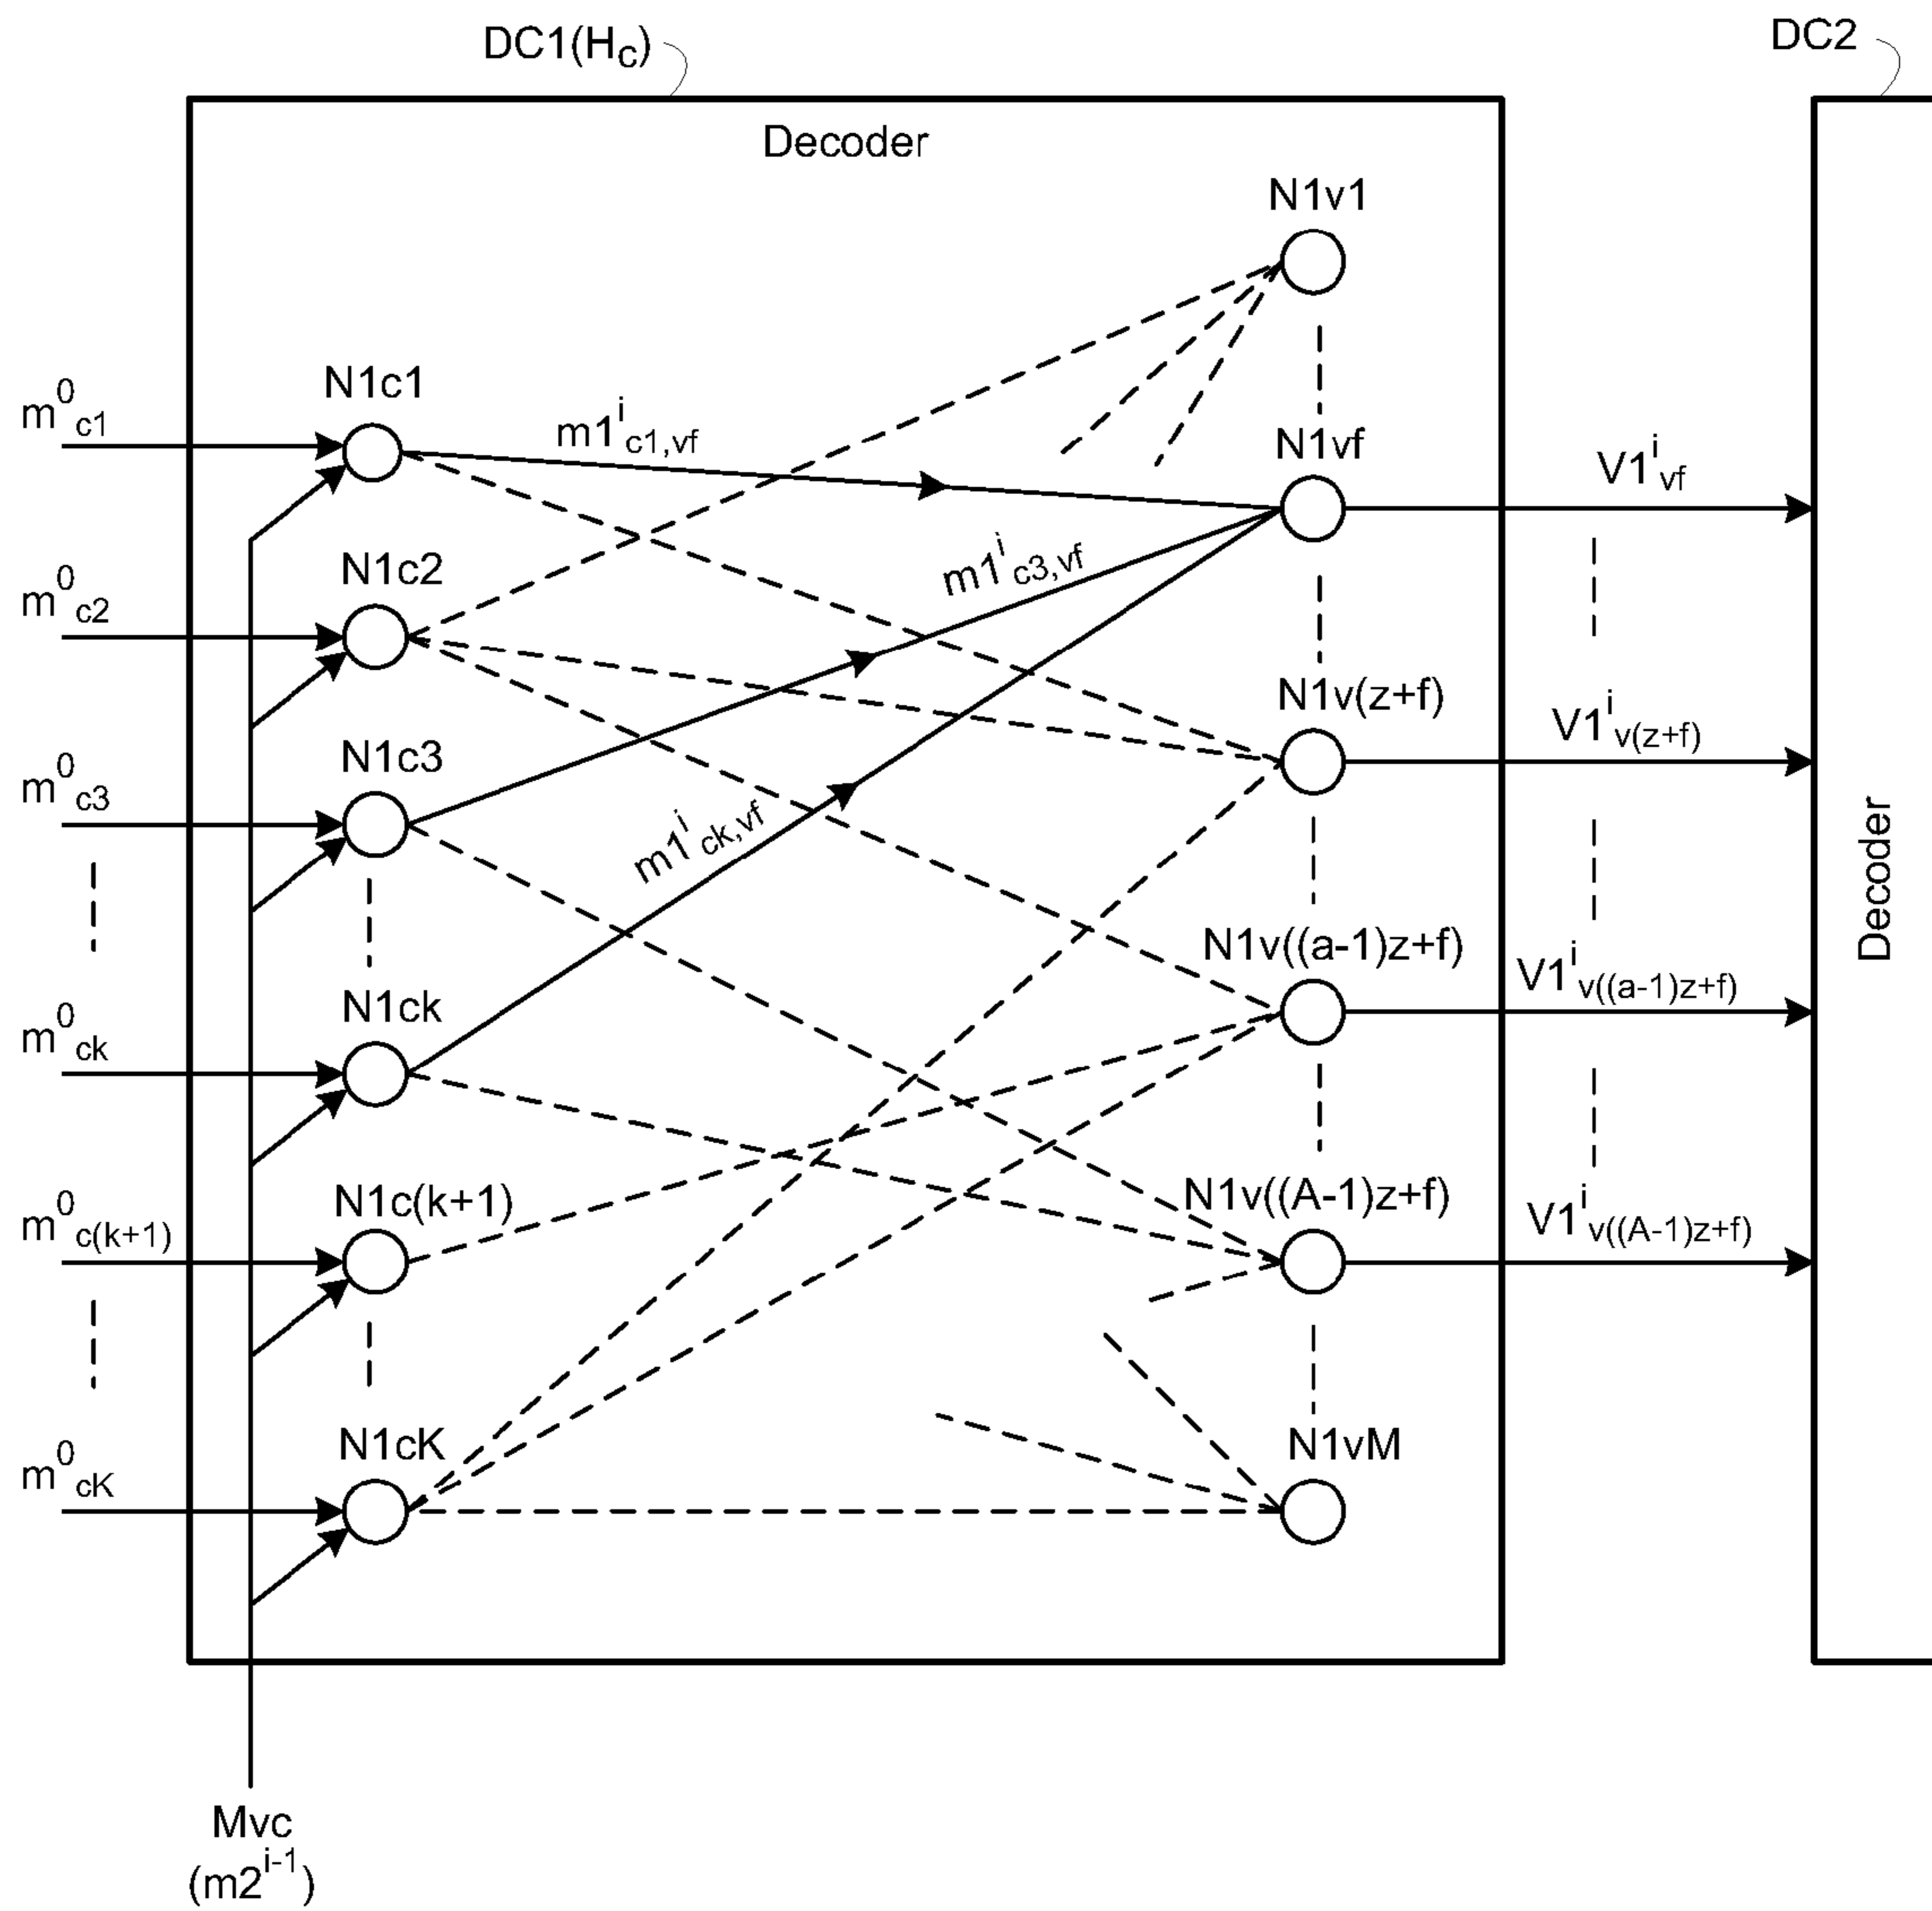 DC1(Hc)
DC2
Decoder
N1v1
N1c1
m⁰c1
m1ⁱc1,vf
N1vf
V1ⁱvf
N1c2
m⁰c2
m1ⁱc3,vf
N1v(z+f)
V1ⁱv(z+f)
N1c3
m⁰c3
m1ⁱck,vf
Decoder
N1v((a-1)z+f)
V1ⁱv((a-1)z+f)
N1ck
m⁰ck
N1c(k+1)
m⁰c(k+1)
N1v((A-1)z+f)
V1ⁱv((A-1)z+f)
N1cK
m⁰cK
N1vM
Mvc
(m2ⁱ⁻¹)